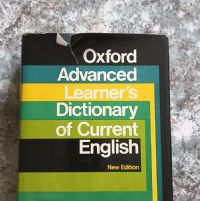 Oxford
Advanced
Learner's
Dictionary
of Current
English
New Edition